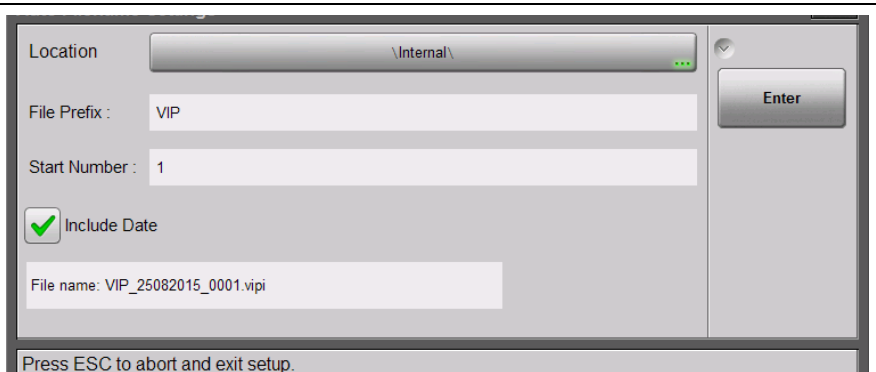 Location
\Internal\
...
Enter
File Prefix :
VIP
Start Number :
1
Include Date
File name: VIP_25082015_0001.vipi
Press ESC to abort and exit setup.